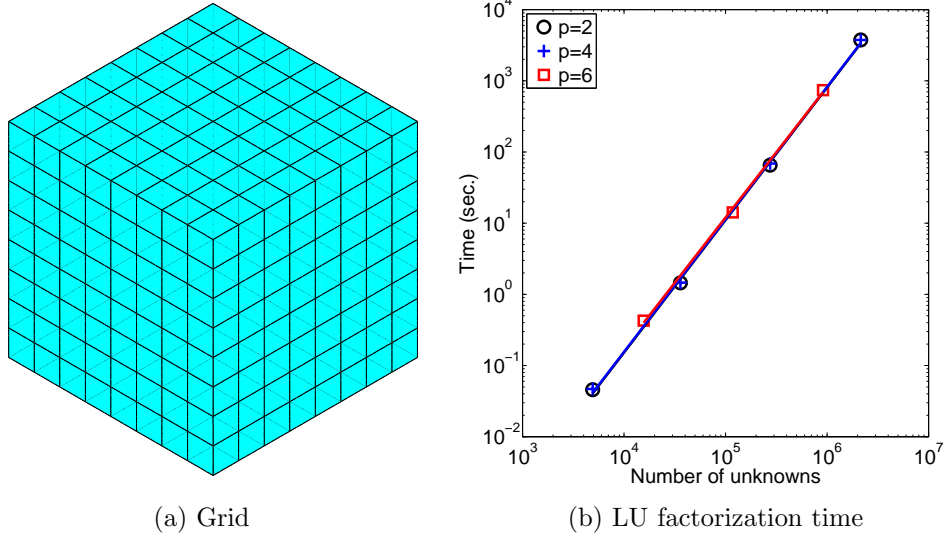 p=2
p=4
p=6
10^4
10^3
10^2
10^1
10^0
10^-1
10^-2
Time (sec.)
10^3 10^4 10^5 10^6 10^7
Number of unknowns
(a) Grid
(b) LU factorization time